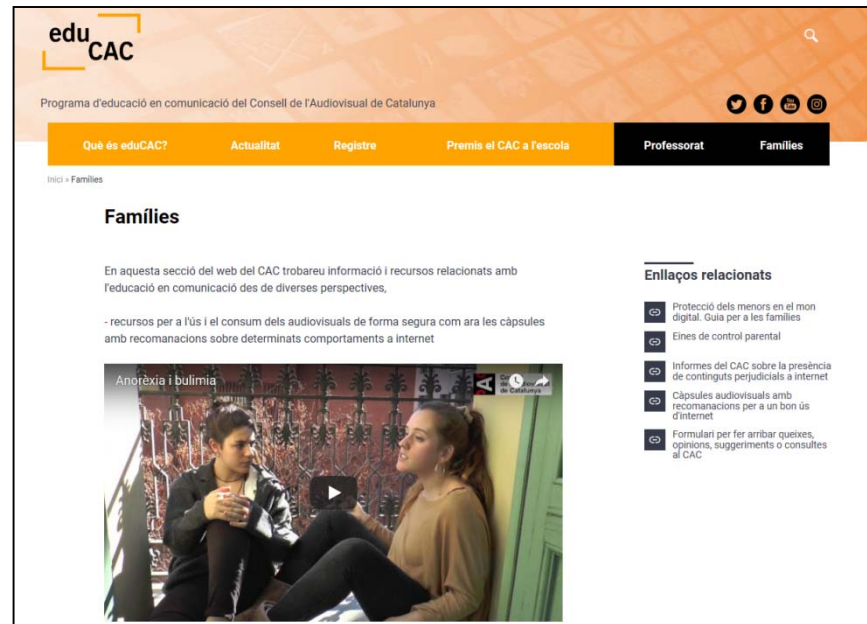 edu
CAC
Programa d'educació en comunicació del Consell de l'Audiovisual de Catalunya
Què és eduCAC?
Actualitat
Registre
Premis el CAC a l'escola
Professorat
Famílies
Inici » Famílies
Famílies
En aquesta secció del web del CAC trobareu informació i recursos relacionats amb
l'educació en comunicació des de diverses perspectives,
- recursos per a l'ús i el consum dels audiovisuals de forma segura com ara les càpsules
amb recomanacions sobre determinats comportaments a internet
Anorèxia i bulimia
de Catalunya
Enllaços relacionats
Protecció dels menors en el mon
digital. Guia per a les famílies
Eines de control parental
Informes del CAC sobre la presència
de continguts perjudicials a internet
Càpsules audiovisuals amb
recomanacions per a un bon ús
d'internet
Formulari per fer arribar queixes,
opinions, suggeriments o consultes
al CAC